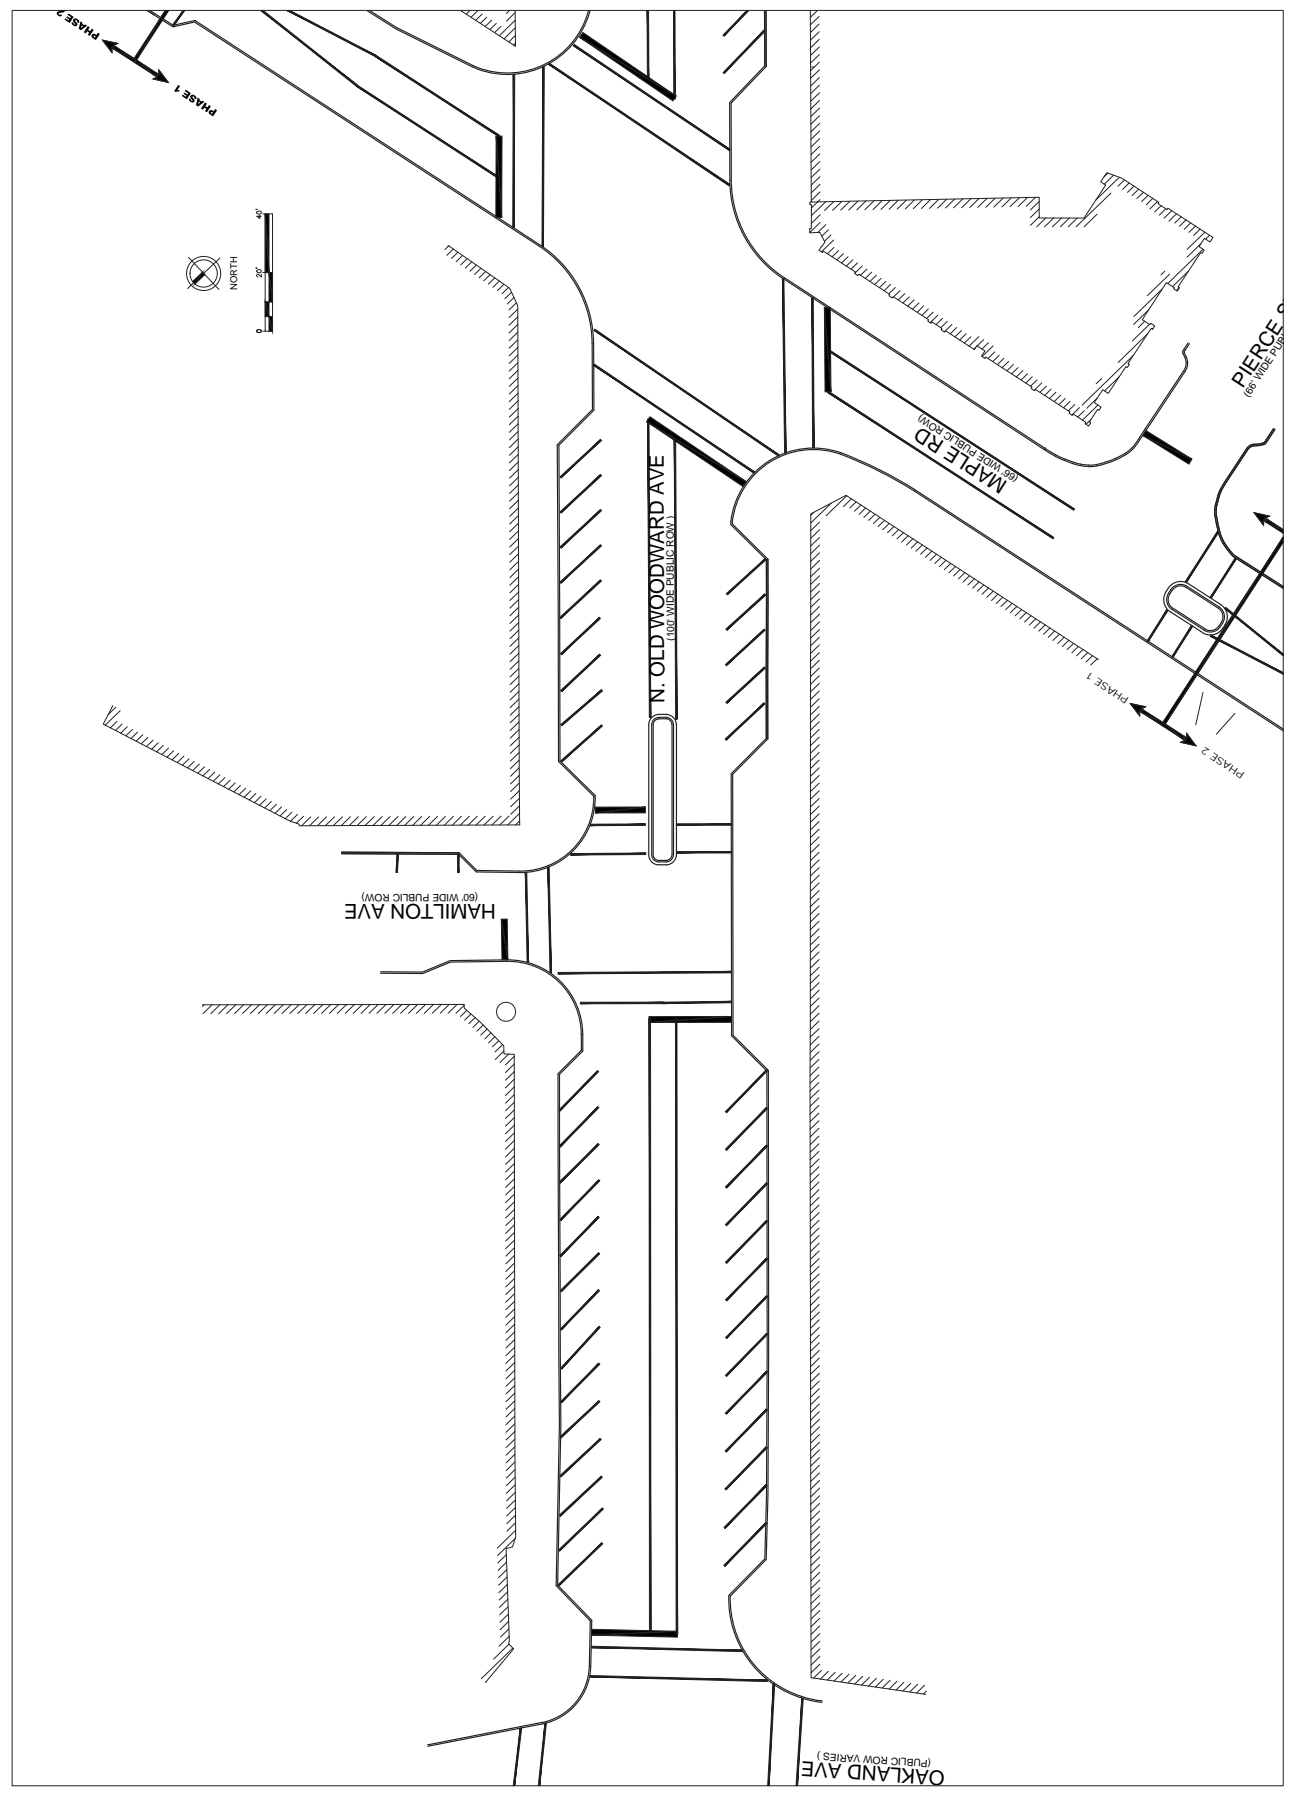 PHASE 2
PHASE 1
40'
20'
0
NORTH
PIERCE
(66' WIDE PUB
MAPLE RD
(66' WIDE PUBLIC ROW)
N. OLD WOODWARD AVE
(100' WIDE PUBLIC ROW )
PHASE 1
PHASE 2
HAMILTON AVE
(60' WIDE PUBLIC ROW)
OAKLAND AVE
(PUBLIC ROW VARIES )